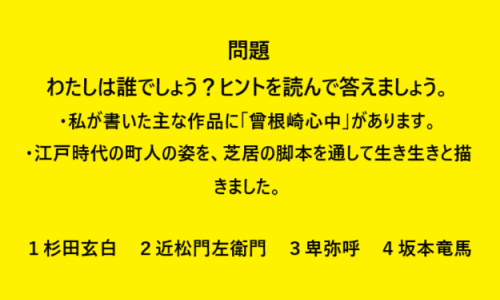 問題
わたしは誰でしょう？ヒントを読んで答えましょう。
・私が書いた主な作品に「曾根崎心中」があります。
・江戸時代の町人の姿を、芝居の脚本を通して生き生きと描
きました。
１杉田玄白　２近松門左衛門　３卑弥呼　４坂本竜馬